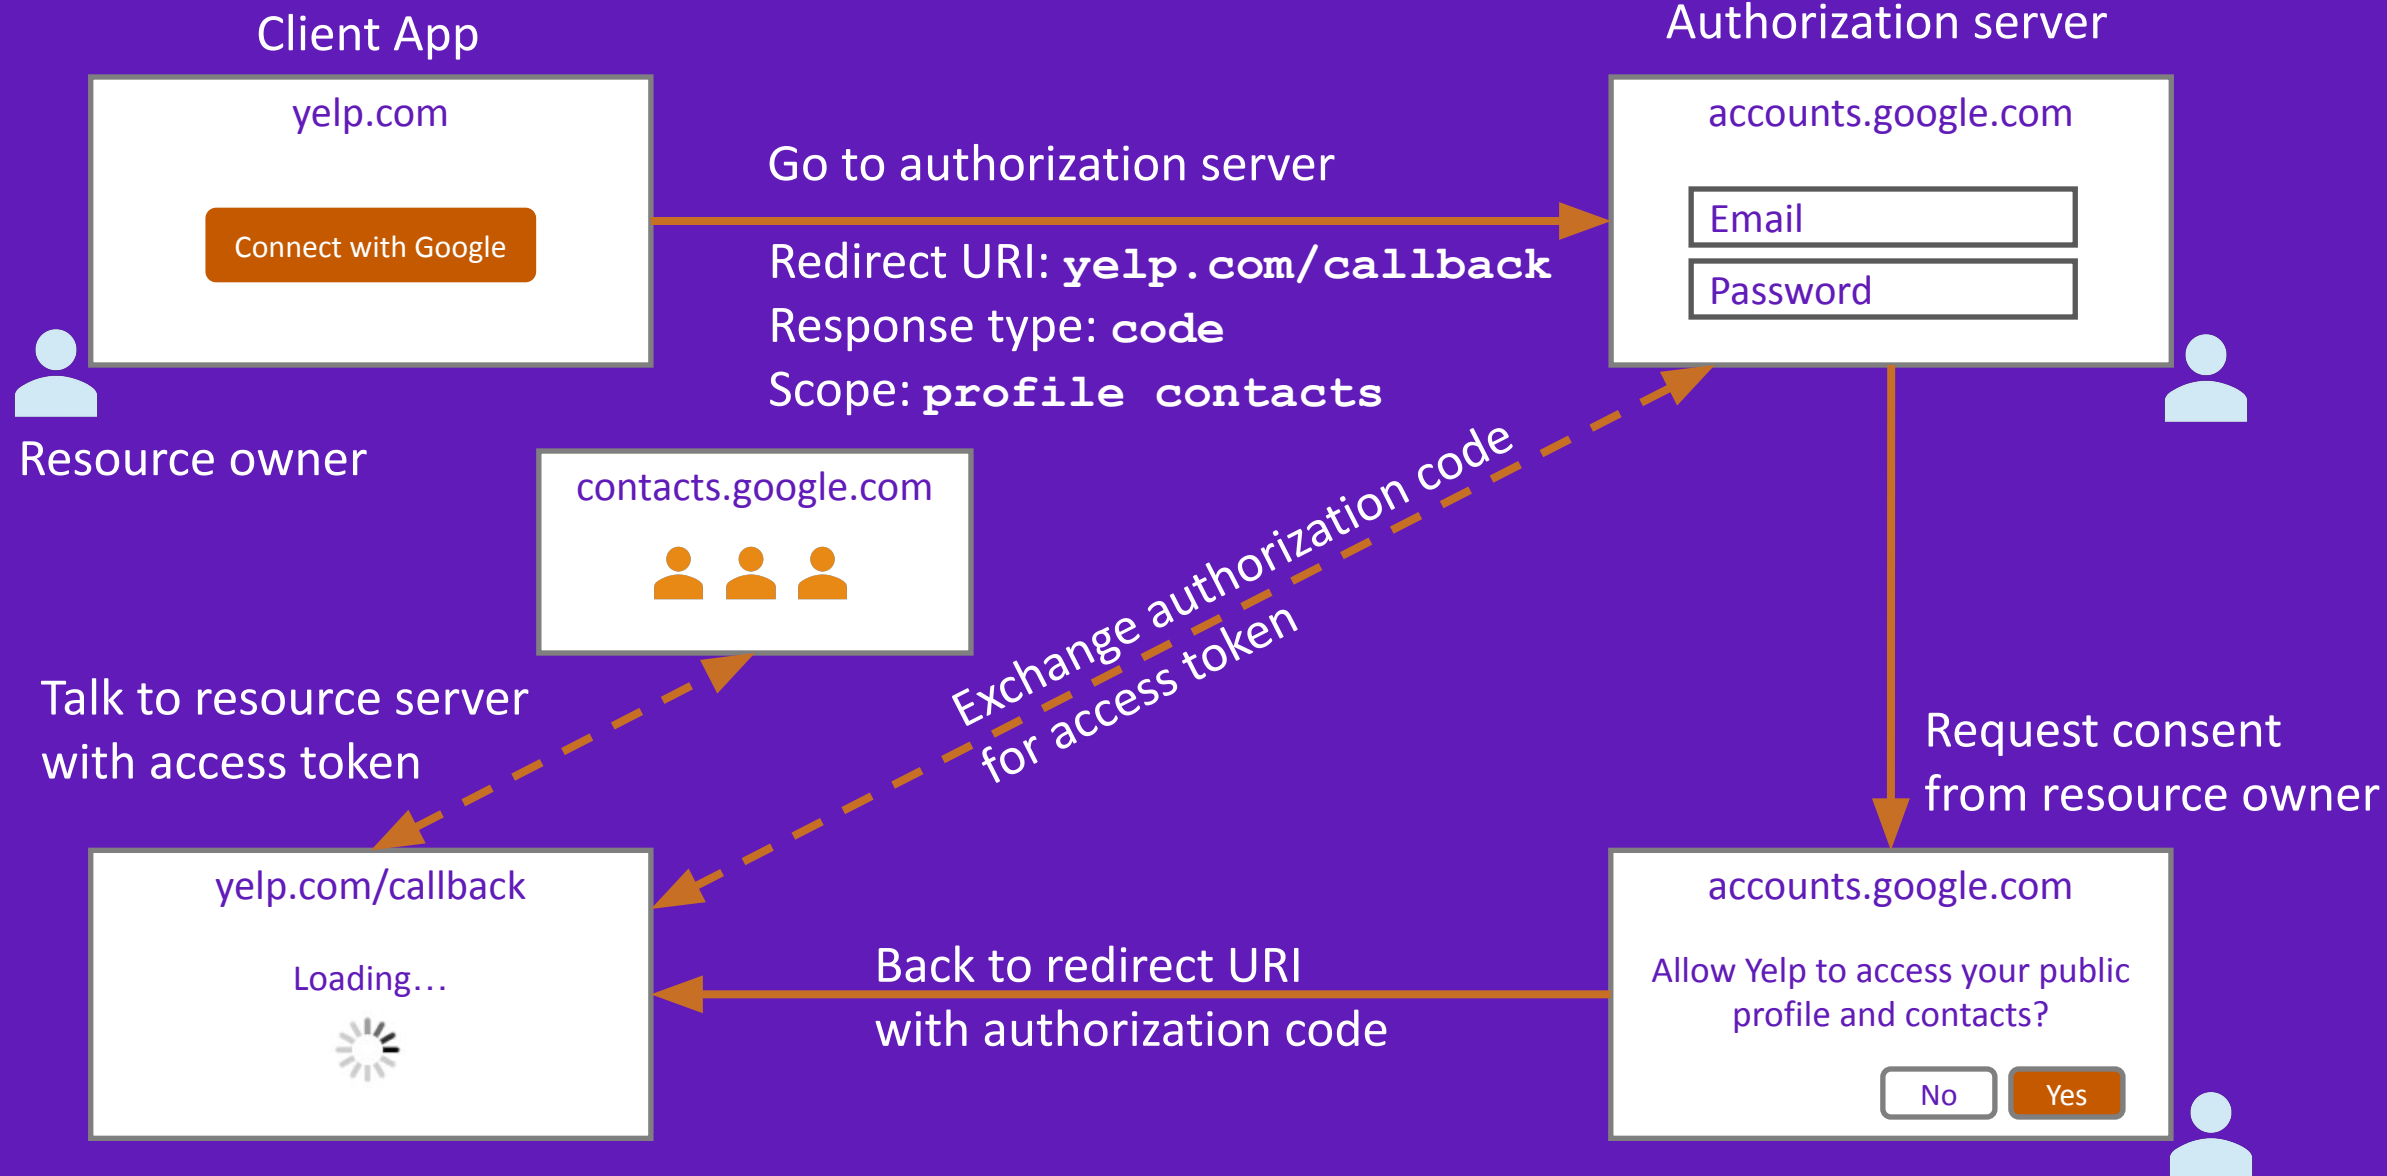 Client App
Authorization server
yelp.com
Connect with Google
Resource owner
Go to authorization server
Redirect URI: yelp.com/callback
Response type: code
Scope: profile contacts
accounts.google.com
Email
Password
contacts.google.com
Exchange authorization code
for access token
Talk to resource server
with access token
Request consent
from resource owner
yelp.com/callback
Loading...
Back to redirect URI
with authorization code
accounts.google.com
Allow Yelp to access your public
profile and contacts?
No
Yes